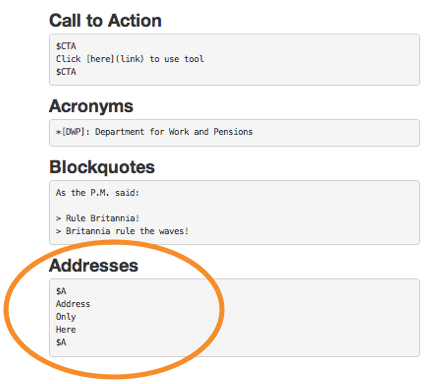 Call to Action
$CTA
Click [here](link) to use tool
$CTA
Acronyms
*[DWP]: Department for Work and Pensions
Blockquotes
As the P.M. said:
> Rule Britannia!
> Britannia rule the waves!
Addresses
$A
Address
Only
Here
$A